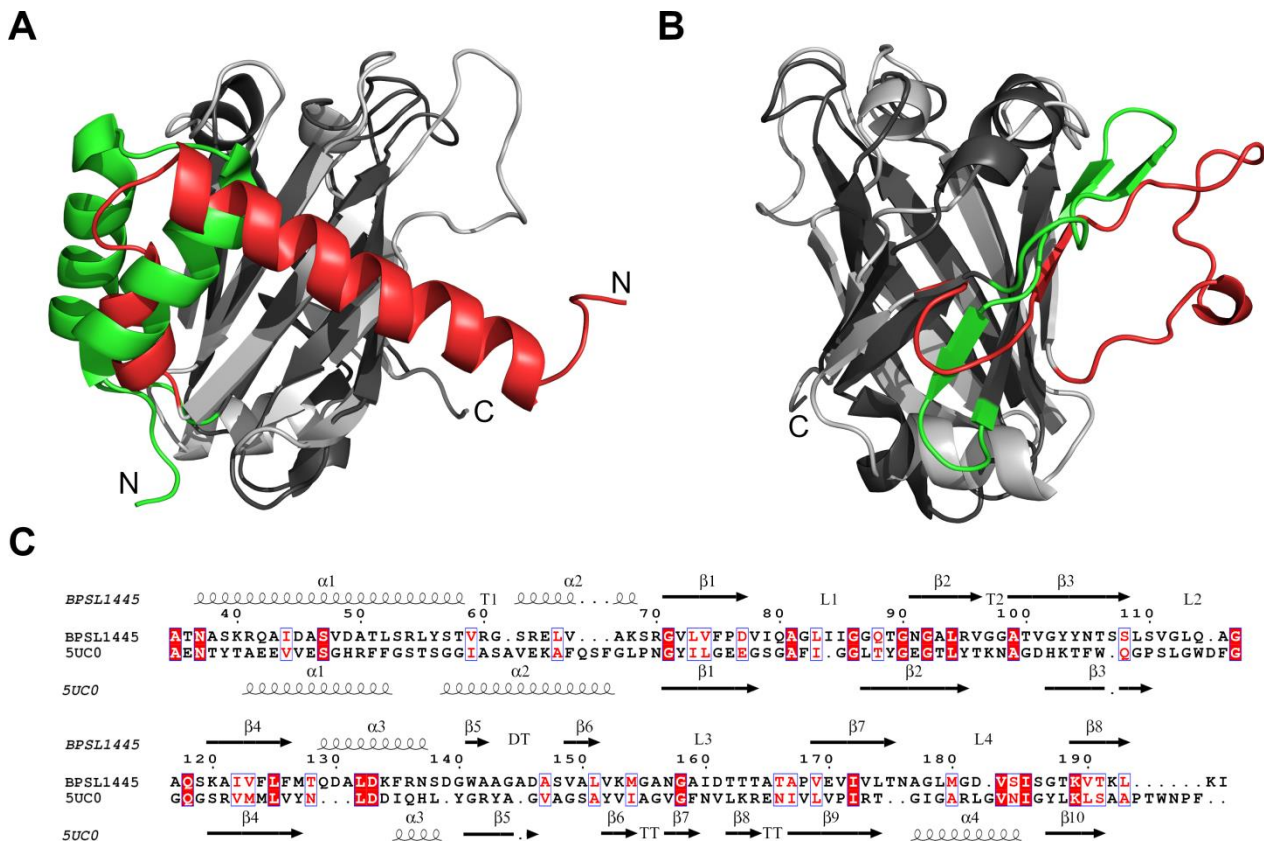 A
B
N
N
C
C
C
α1 T1 α2 β1 L1 β2 T2 β3 L2
BPSL1445
40 50 60 70 80 90 100 110
BPSL1445 ATNASKRQAIDASVDATLSRLYSTVRG.SRELV...AKSRGVLVFPDVIQAGLIIGGQTGNGALRVGGATVGYYNTSSLSVGLQ.AG
5UC0 AENTYTAEEVVESGHRFFGSTSGGIASAVEKAFQSFGLPNGYILGEEGSGAFI.GGLTYGEGTLYTKNAGDHKTFW.QGPSLGWDFG
5UC0 α1 α2 β1 β2 β3 .
β4 α3 β5 DT β6 L3 β7 L4 β8
BPSL1445
120 130 140 150 160 170 180 190
BPSL1445 AQSKAIVFLFMTQDALDKFRNSDGWAAGADASVALVKMGANGAIDTTTATAPVEVIVLTNAGLMGD.VSISGTKVTKL......KI
5UC0 GQGSRVMMLVYN...LDDIQHL.YGRYA.GVAGSAYVIAGVGFNVLKRENIVLVPIRT..GIGARLGVNIGYLKLSAAPTWNPF..
5UC0 β4 α3 β5 . β6 TT β7 β8 TT β9 α4 β10